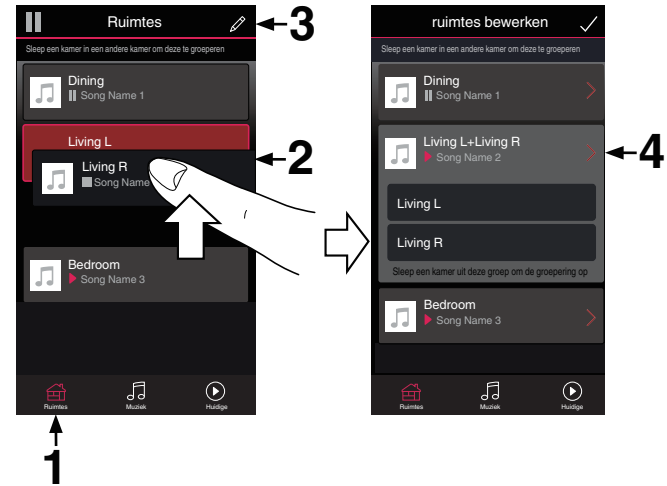 Ruimtes
3
Sleep een kamer in een andere kamer om deze te groeperen
Dining
Song Name 1
Living L
2
Living R
Song Name
Bedroom
Song Name 3
Ruimtes
Muziek
Huidige
1
ruimtes bewerken
Sleep een kamer in een andere kamer om deze te groeperen
Dining
Song Name 1
Living L+Living R
4
Song Name 2
Living L
Living R
Sleep een kamer uit deze groep om de groepering op
Bedroom
Song Name 3
Ruimtes
Muziek
Huidige